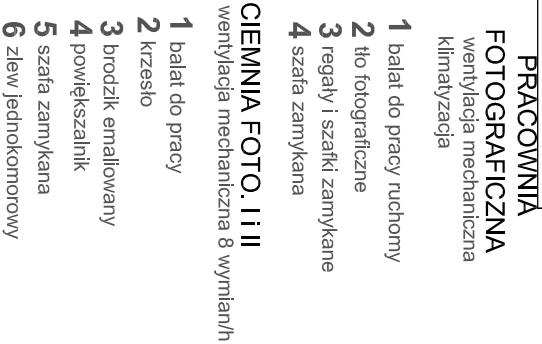 PRACOWNIA
FOTOGRAFICZNA
wentylacja mechaniczna
klimatyzacja
1 balat do pracy ruchomy
2 tło fotograficzne
3 regały i szafki zamykane
4 szafa zamykana
CIEMNIA FOTO. I i II
wentylacja mechaniczna 8 wymian/h
1 balat do pracy
2 krzesło
3 brodzik emaliowany
4 powiększalnik
5 szafa zamykana
6 zlew jednokomorowy